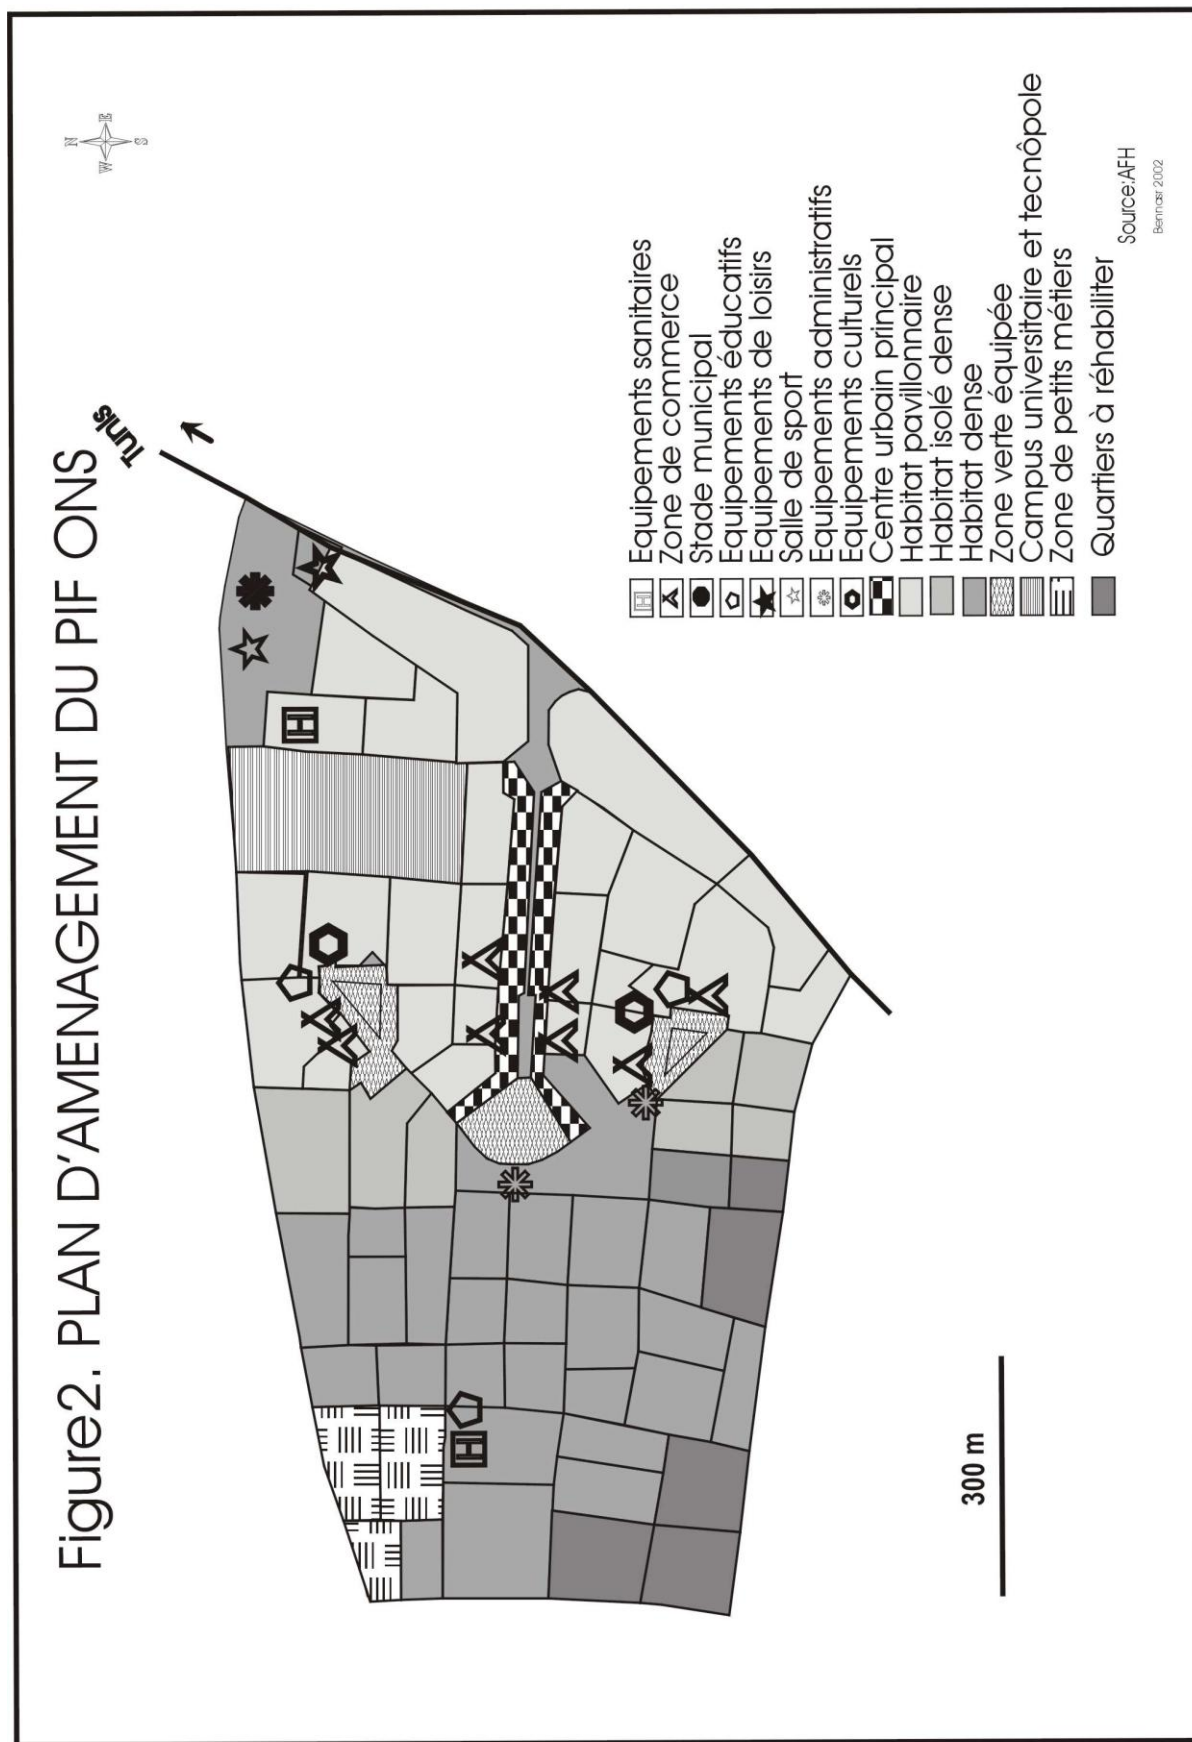 Figure2. PLAN D'AMENAGEMENT DU PIF ONS
N
W E
S
Tunis
H
H
Equipements sanitaires
Zone de commerce
Stade municipal
Equipements éducatifs
Equipements de loisirs
Salle de sport
Equipements administratifs
Equipements culturels
Centre urbain principal
Habitat pavillonnaire
Habitat isolé dense
Habitat dense
Zone verte équipée
Campus universitaire et tecnôpole
Zone de petits métiers
Quartiers à réhabiliter
300 m
Source:AFH
Bennasr 2002